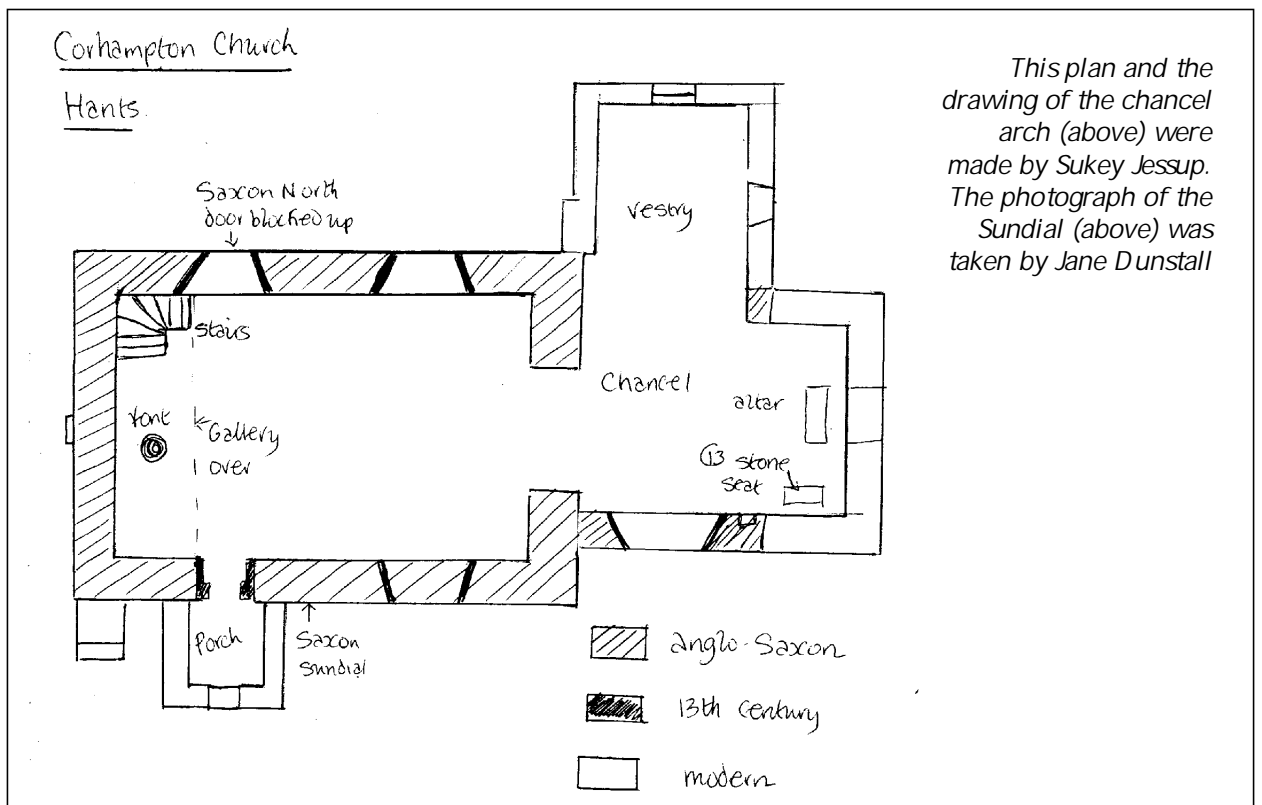 Corhampton Church
Hants.
This plan and the
drawing of the chancel
arch (above) were
made by Sukey Jessup.
The photograph of the
Sundial (above) was
taken by Jane Dunstall
Saxon North
door blocked up
Vestry
stairs
Chancel
altar
font
Gallery
over
C13 stone
seat
Porch
Saxon
Sundial
anglo-Saxon
13th Century
modern